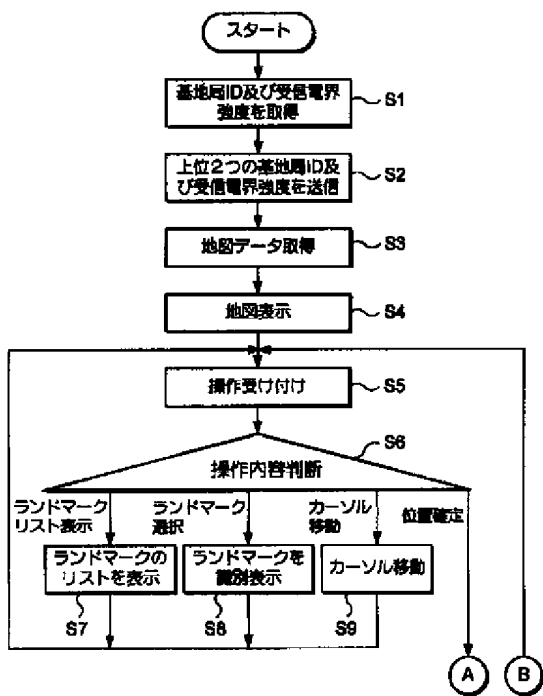 スタート
基地局ID及び受信電界
強度を取得
S1
上位2つの基地局ID及
び受信電界強度を送信
S2
地図データ取得
S3
地図表示
S4
操作受け付け
S5
操作内容判断
S6
ランドマーク
リスト表示
ランドマーク
選択
カーソル
移動
位置確定
ランドマークの
リストを表示
S7
ランドマークを
識別表示
S8
カーソル移動
S9
A
B